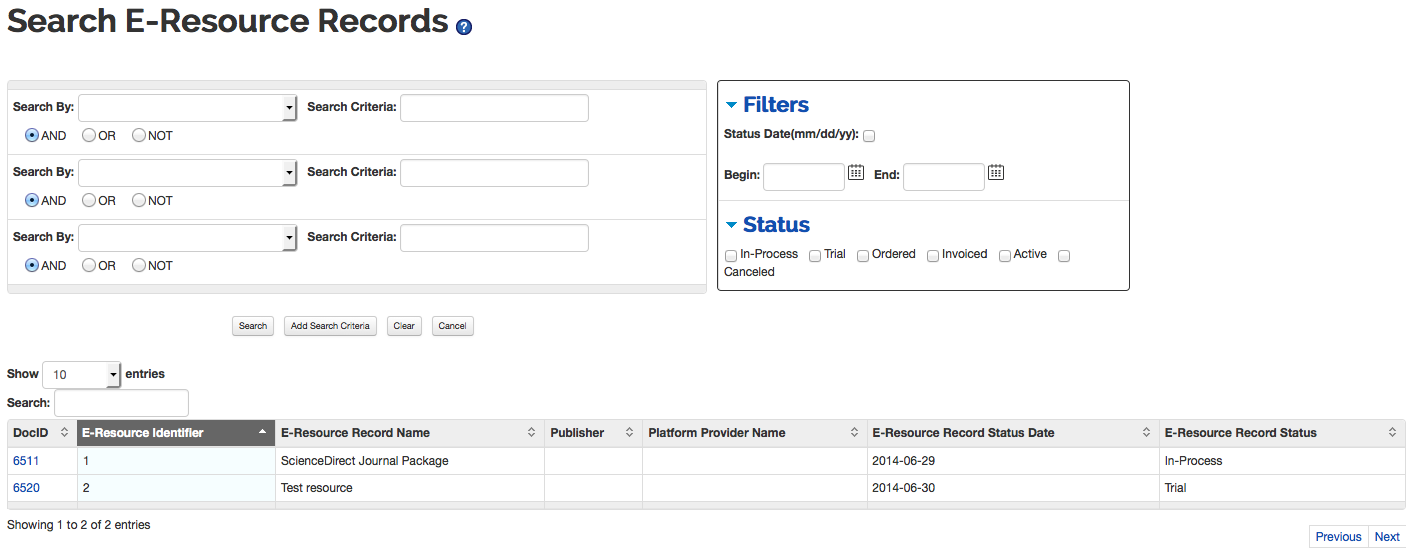 Search E-Resource Records ?
Search By: Search Criteria:
AND OR NOT
Search By: Search Criteria:
AND OR NOT
Search By: Search Criteria:
AND OR NOT
Filters
Status Date(mm/dd/yy):
Begin: End:
Status
In-Process Trial Ordered Invoiced Active
Canceled
Search Add Search Criteria Clear Cancel
Show 10 entries
Search:
DocID E-Resource Identifier E-Resource Record Name Publisher Platform Provider Name E-Resource Record Status Date E-Resource Record Status
6511 1 ScienceDirect Journal Package 2014-06-29 In-Process
6520 2 Test resource 2014-06-30 Trial
Showing 1 to 2 of 2 entries
Previous Next